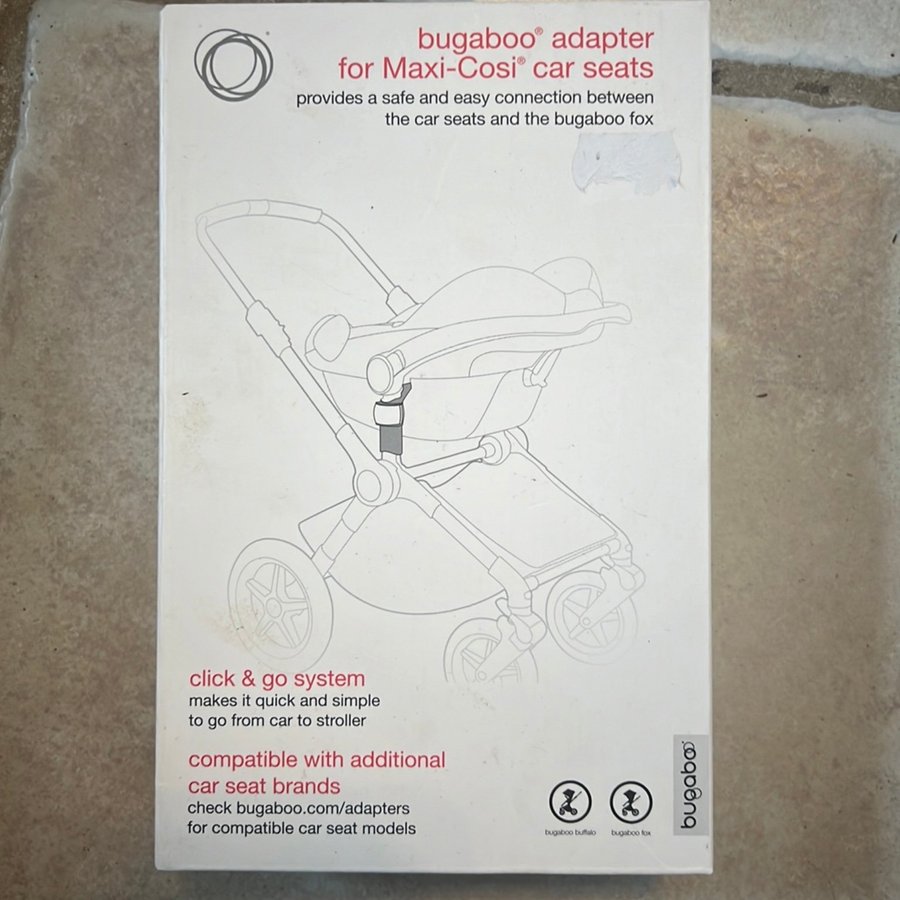 bugaboo® adapter
for Maxi-Cosi® car seats
provides a safe and easy connection between
the car seats and the bugaboo fox
click & go system
makes it quick and simple
to go from car to stroller
compatible with additional
car seat brands
check bugaboo.com/adapters
for compatible car seat models
bugaboo buffalo
bugaboo fox
bugaboo